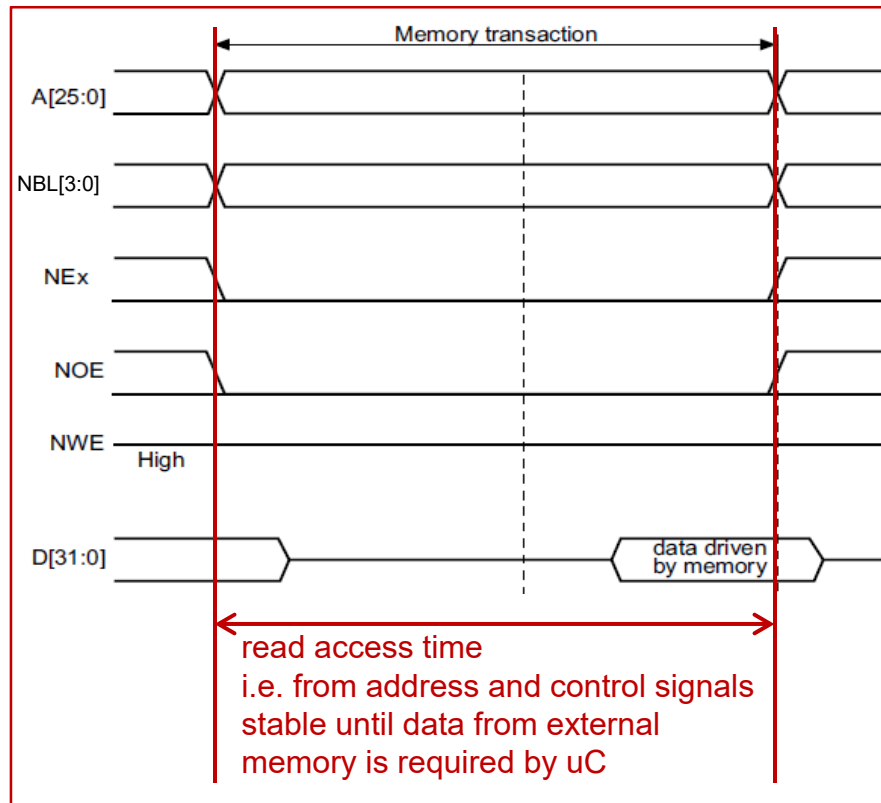 Memory transaction
A[25:0]
NBL[3:0]
NEx
NOE
NWE
High
D[31:0]
data driven
by memory
read access time
i.e. from address and control signals
stable until data from external
memory is required by uC